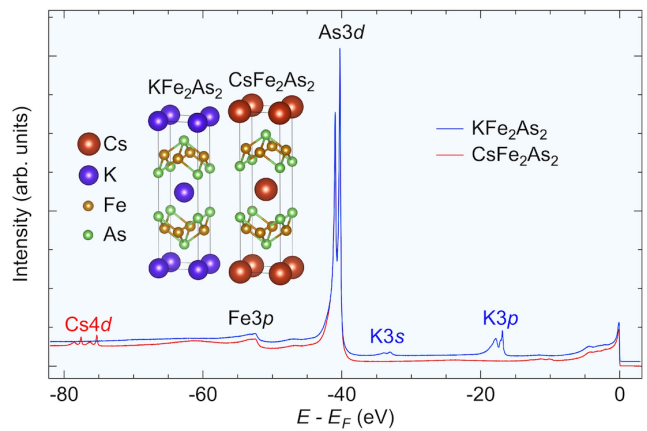 As3d
KFe₂As₂
CsFe₂As₂
Cs
K
Fe
As
KFe₂As₂
CsFe₂As₂
Cs4d
Fe3p
K3s
K3p
Intensity (arb. units)
-80
-60
-40
-20
0
E - E_F (eV)